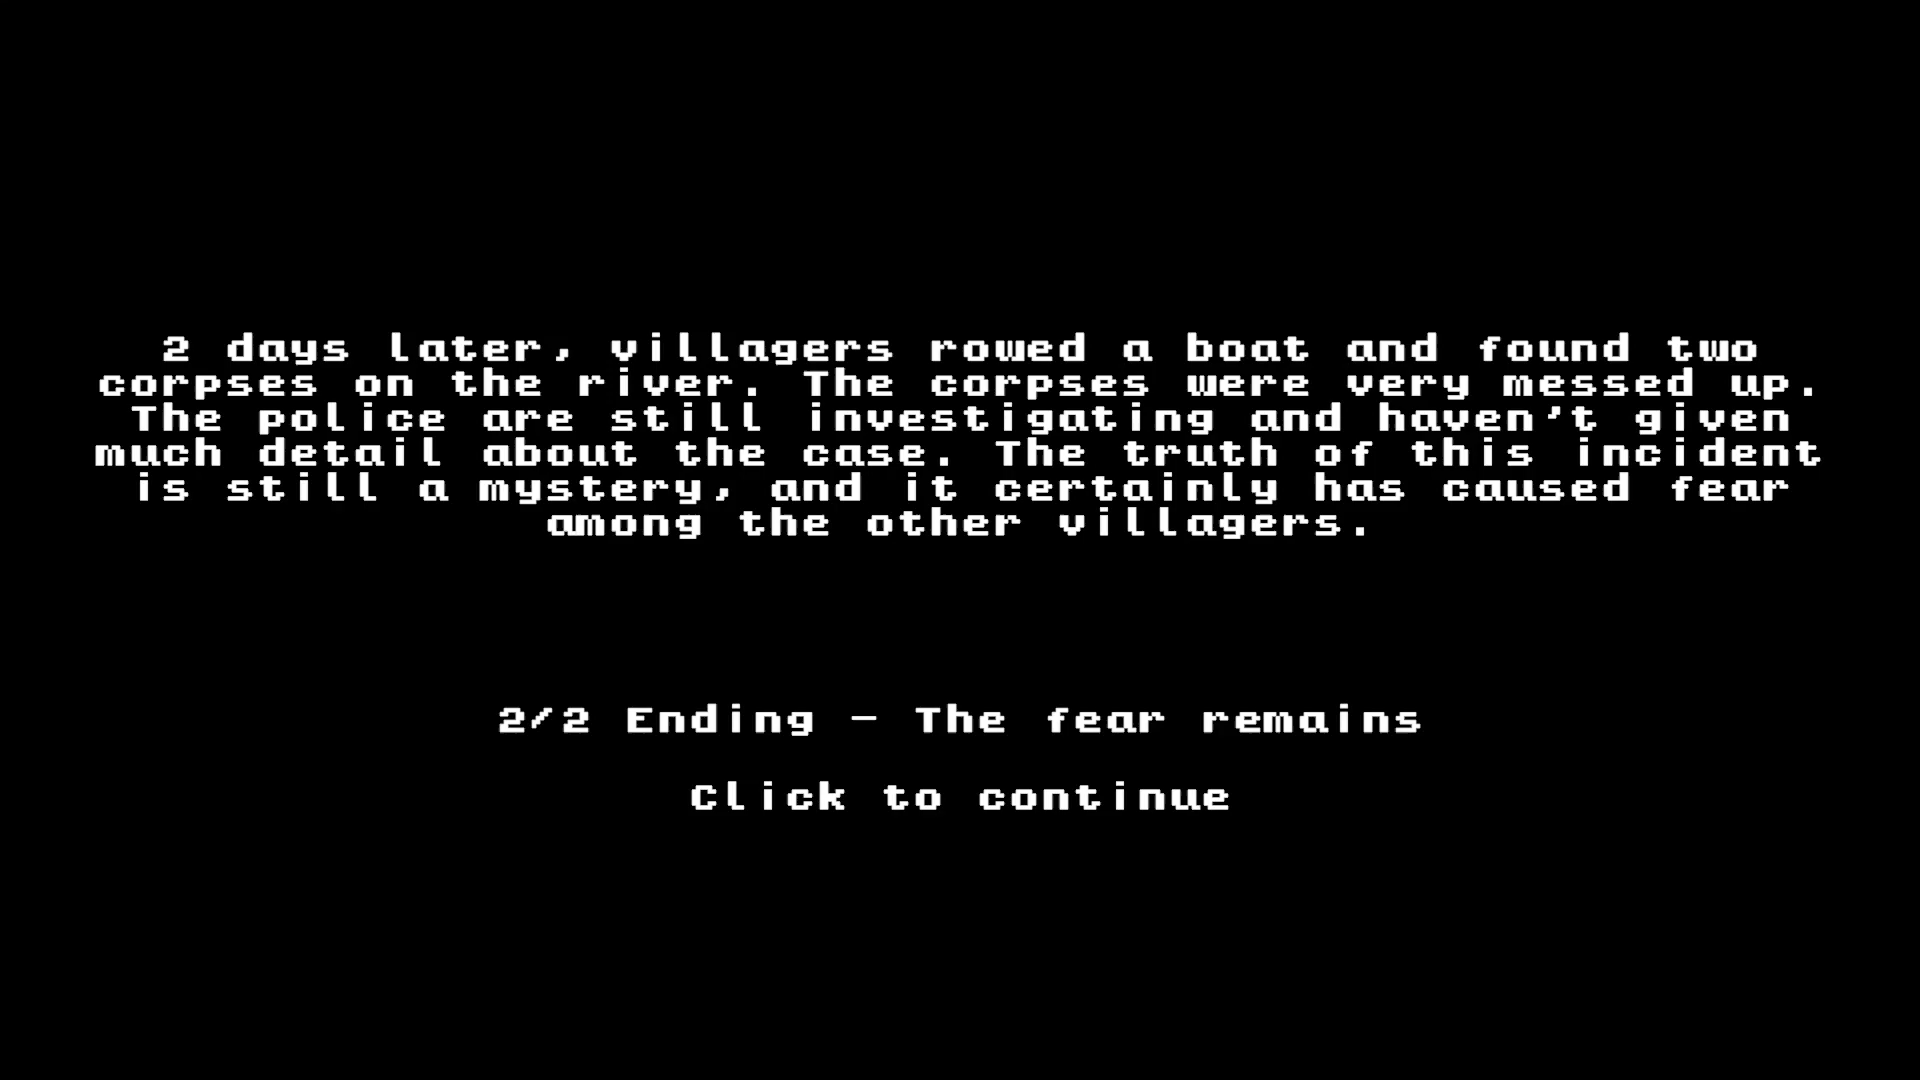 2 days later, villagers rowed a boat and found two
corpses on the river. The corpses were very messed up.
The police are still investigating and haven't given
much detail about the case. The truth of this incident
is still a mystery, and it certainly has caused fear
among the other villagers.
2/2 Ending - The fear remains
Click to continue